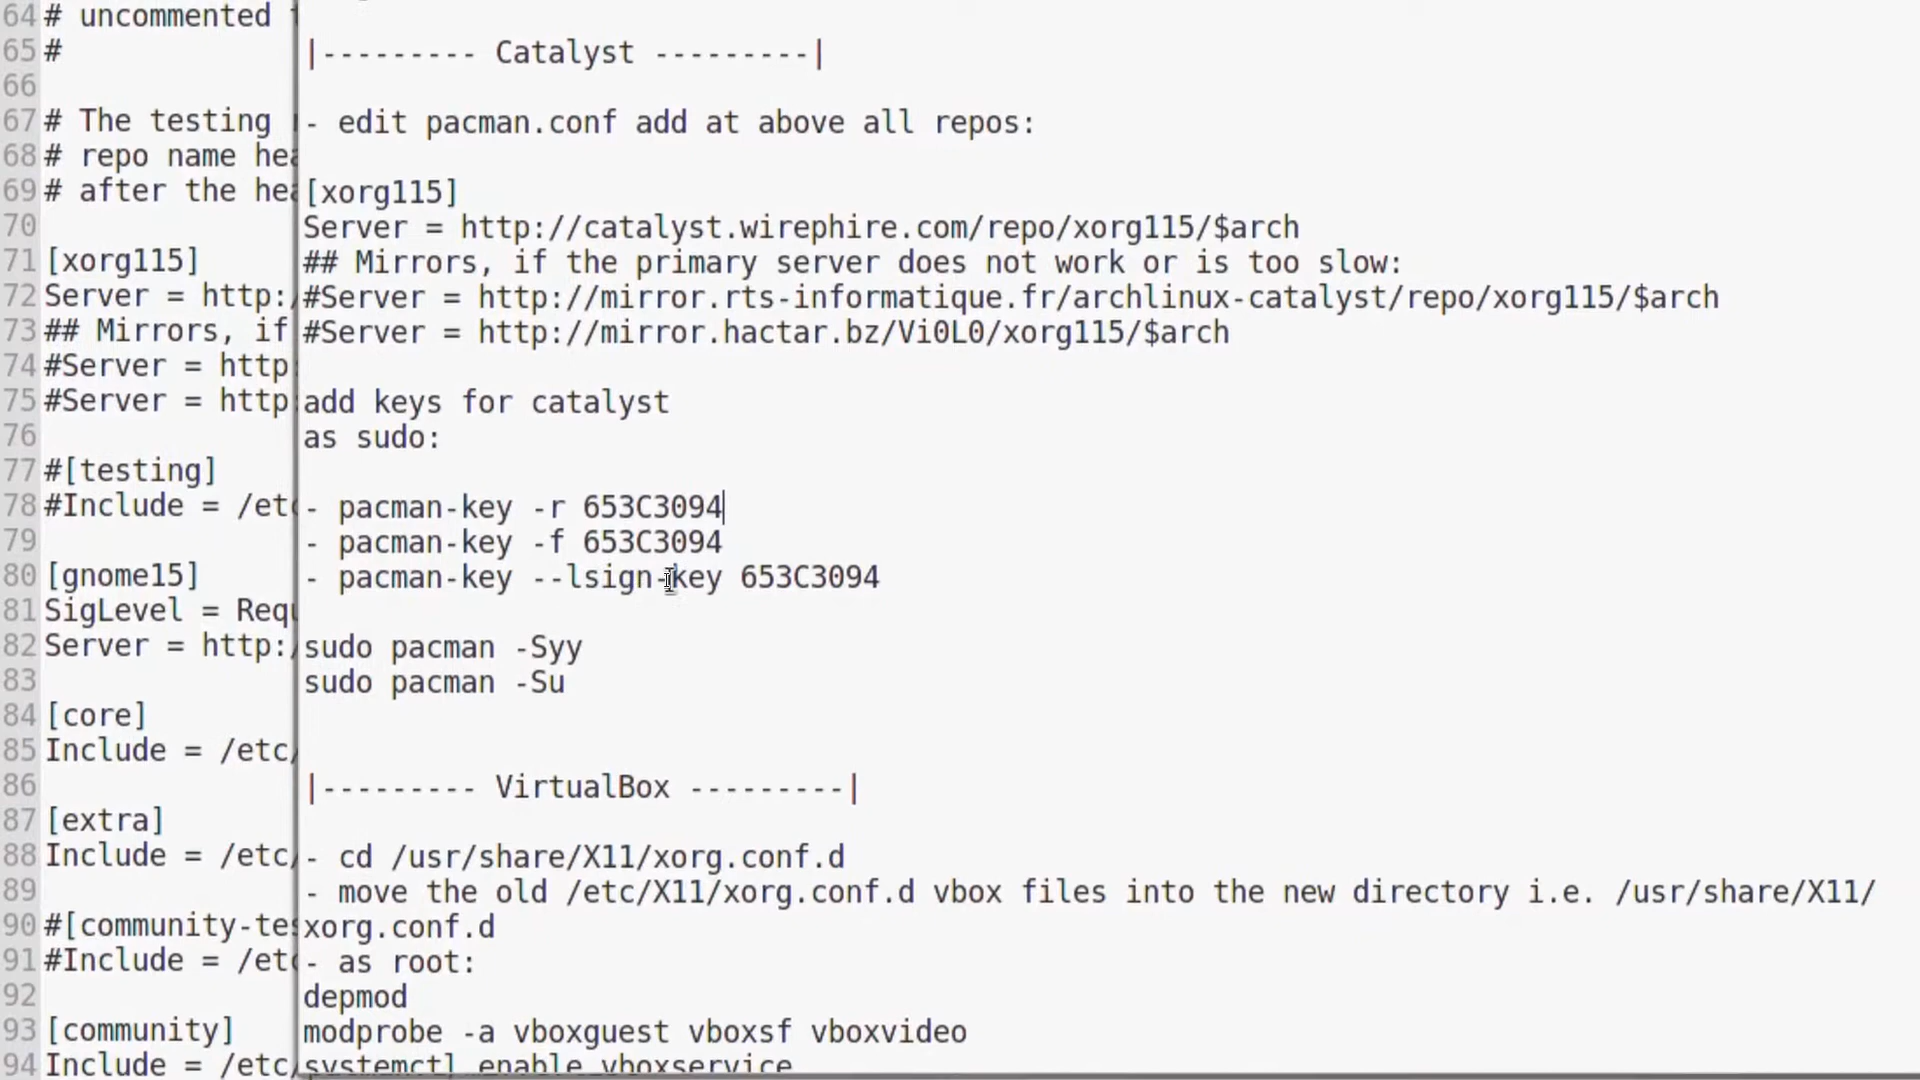 64 # uncommented
65 #
66
67 # The testing
68 # repo name
69 # after the
70
71 [xorg115]
72 Server = http:/
73 ## Mirrors, if
74 #Server = http
75 #Server = http
76
77 #[testing]
78 #Include =
79
80 [gnome15]
81 SigLevel =
82 Server = http:/
83
84 [core]
85 Include = /etc/
86
87 [extra]
88 Include = /etc/
89
90
91 #Include =
92
93 [community]
94 Include = /etc/
|--------- Catalyst ---------|
- edit pacman.conf add at above all repos:
[xorg115]
Server = http://catalyst.wirephire.com/repo/xorg115/$arch
## Mirrors, if the primary server does not work or is too slow:
#Server = http://mirror.rts-informatique.fr/archlinux-catalyst/repo/xorg115/$arch
#Server = http://mirror.hactar.bz/Vi0L0/xorg115/$arch
add keys for catalyst
as sudo:
- pacman-key -r 653C3094
- pacman-key -f 653C3094
- pacman-key --lsign-key 653C3094
sudo pacman -Syy
sudo pacman -Su
|--------- VirtualBox ---------|
- cd /usr/share/X11/xorg.conf.d
- move the old /etc/X11/xorg.conf.d vbox files into the new directory i.e. /usr/share/X11/
xorg.conf.d
- as root:
depmod
modprobe -a vboxguest vboxsf vboxvideo
systemctl enable vboxservice